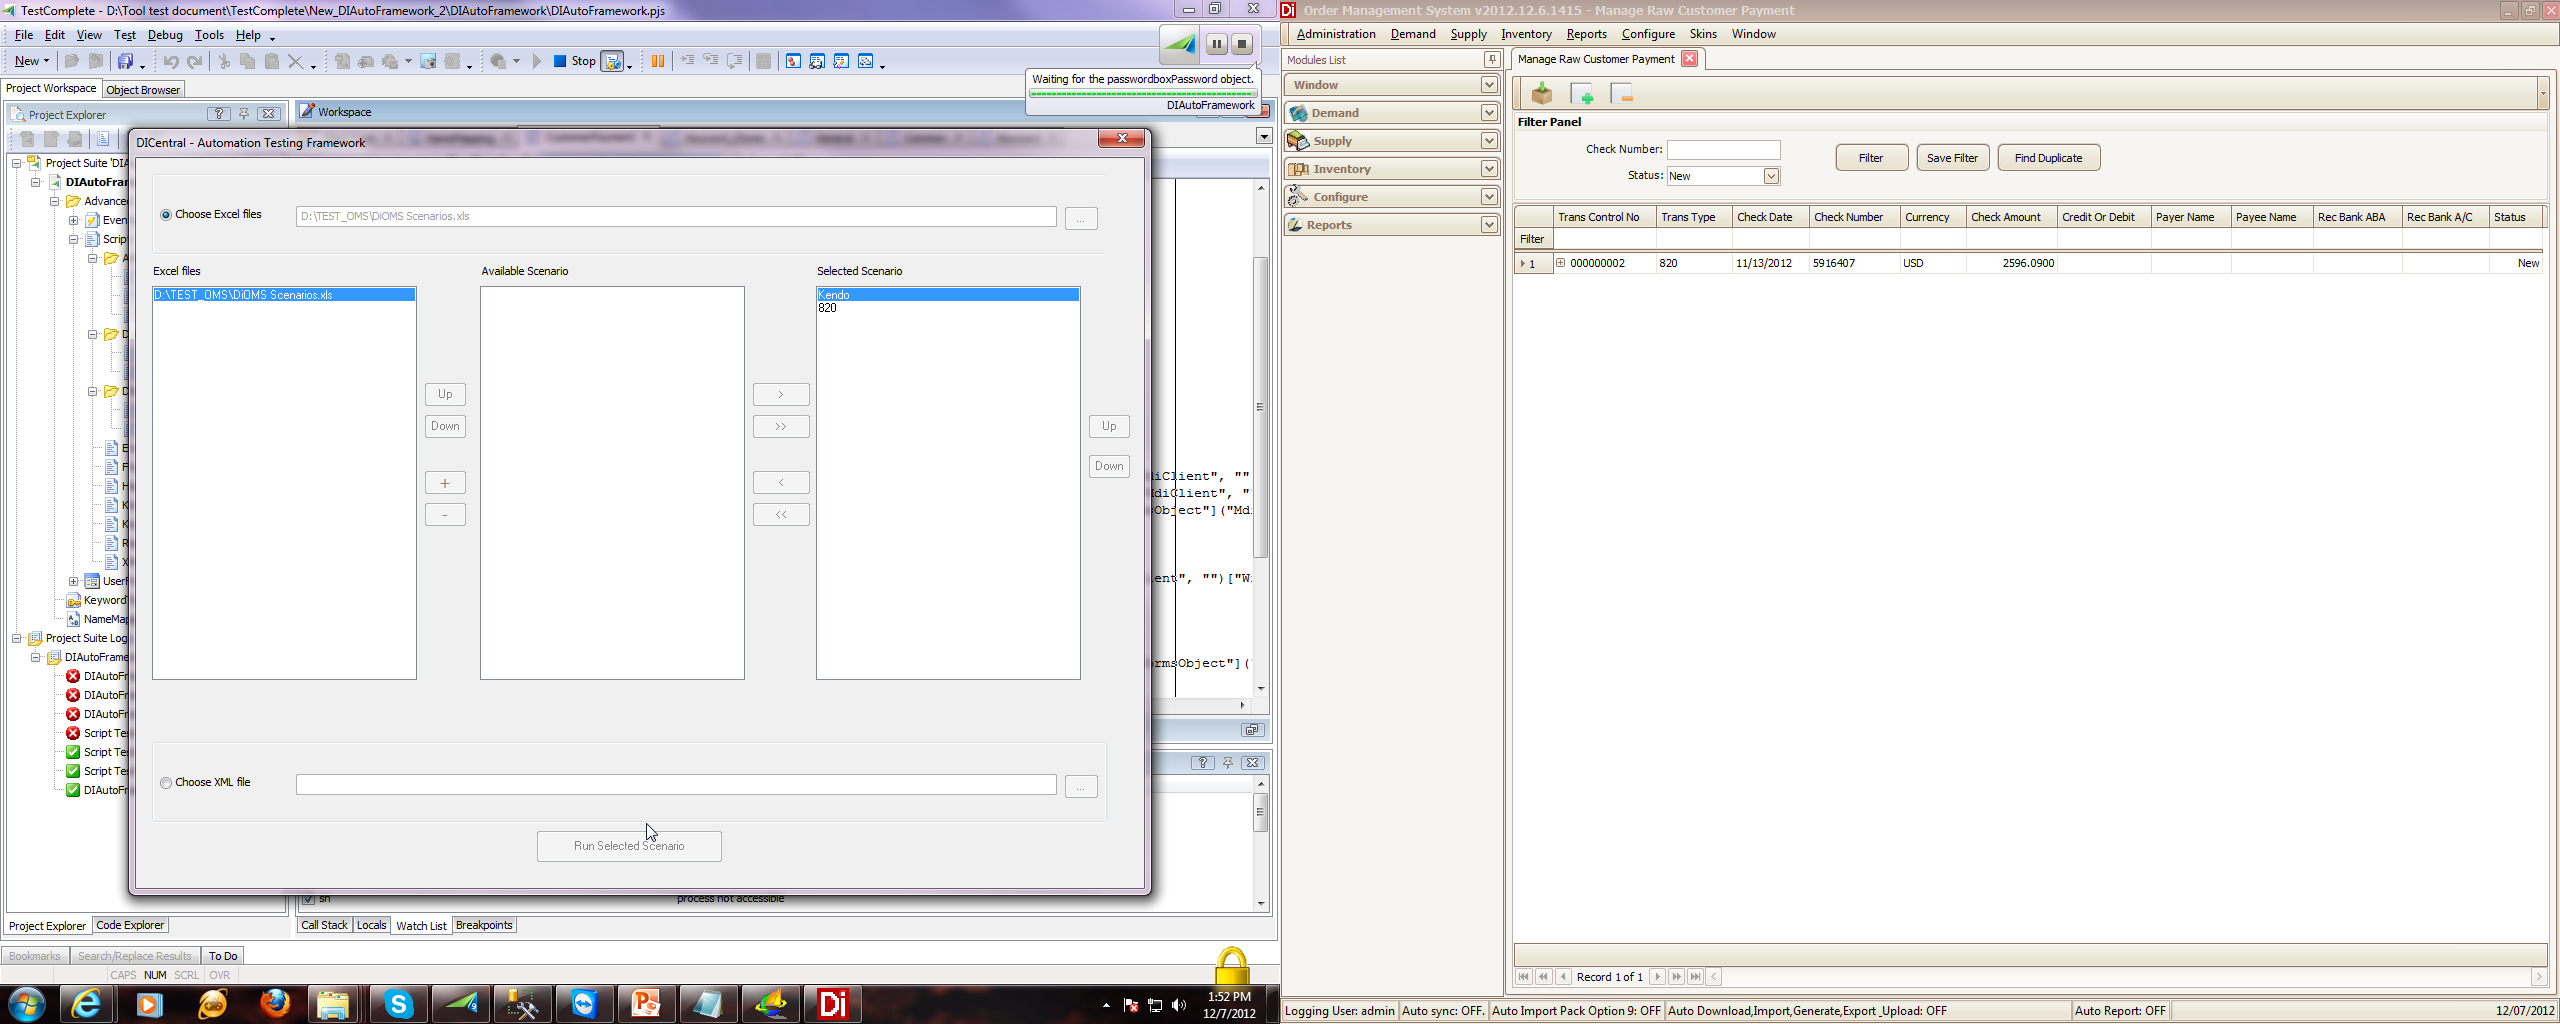 TestComplete - D:\Tool test document\TestComplete\New_DIAutoFramework_2\DIAutoFramework\DIAutoFramework.pjs
File Edit View Test Debug Tools Help
New Stop
Waiting for the passwordboxPassword object.
DIAutoFramework
Project Workspace Object Browser
Project Explorer
Workspace
Project Suite 'DIA
DIAutoFrar
Advance
Even
Scrip
UserF
Keyword
NameMap
Project Suite Log
DIAutoFrame
DIAutoFr
DIAutoFr
DIAutoFr
Script Te
Script Te
Script Te
DIAutoFr
DICentral - Automation Testing Framework
Choose Excel files D:\TEST_OMS\DiOMS Scenarios.xls ...
Excel files Available Scenario Selected Scenario
D:\TEST_OMS\DiOMS Scenarios.xls
Kendo
820
Up
Down
+
-
>
>>
<
<<
Up
Down
Choose XML file ...
Run Selected Scenario
diClient", ""
diClient", "'
sObject"]("Md
ent", "")["W
rmsObject"]("
sh process not accessible
Project Explorer Code Explorer
Call Stack Locals Watch List Breakpoints
Bookmarks Search/Replace Results To Do
CAPS NUM SCRL OVR
1:52 PM
12/7/2012
Di Order Management System v2012.12.6.1415 - Manage Raw Customer Payment
Administration Demand Supply Inventory Reports Configure Skins Window
Modules List
Window
Demand
Supply
Inventory
Configure
Reports
Manage Raw Customer Payment
Filter Panel
Check Number:
Status: New
Filter Save Filter Find Duplicate
Trans Control No Trans Type Check Date Check Number Currency Check Amount Credit Or Debit Payer Name Payee Name Rec Bank ABA Rec Bank A/C Status
Filter
1 000000002 820 11/13/2012 5916407 USD 2596.0900 New
Record 1 of 1
Logging User: admin Auto sync: OFF. Auto Import Pack Option 9: OFF Auto Download,Import,Generate,Export_Upload: OFF Auto Report: OFF 12/07/2012